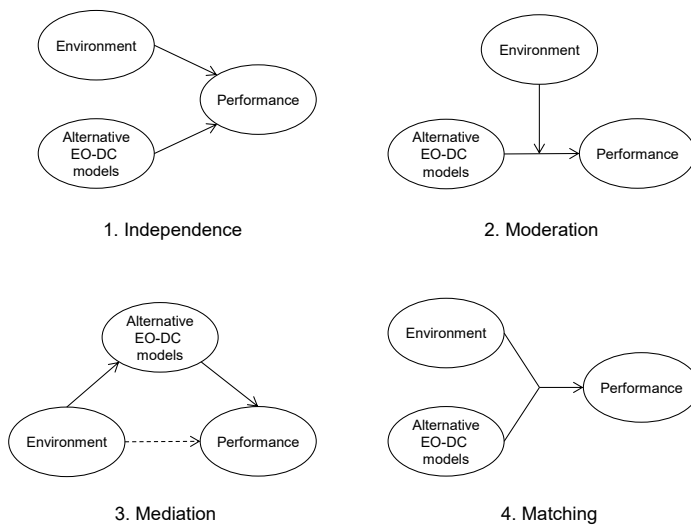 Environment
Performance
Alternative
EO-DC
models
1. Independence
Environment
Alternative
EO-DC
models
Performance
2. Moderation
Alternative
EO-DC
models
Environment
Performance
3. Mediation
Environment
Performance
Alternative
EO-DC
models
4. Matching